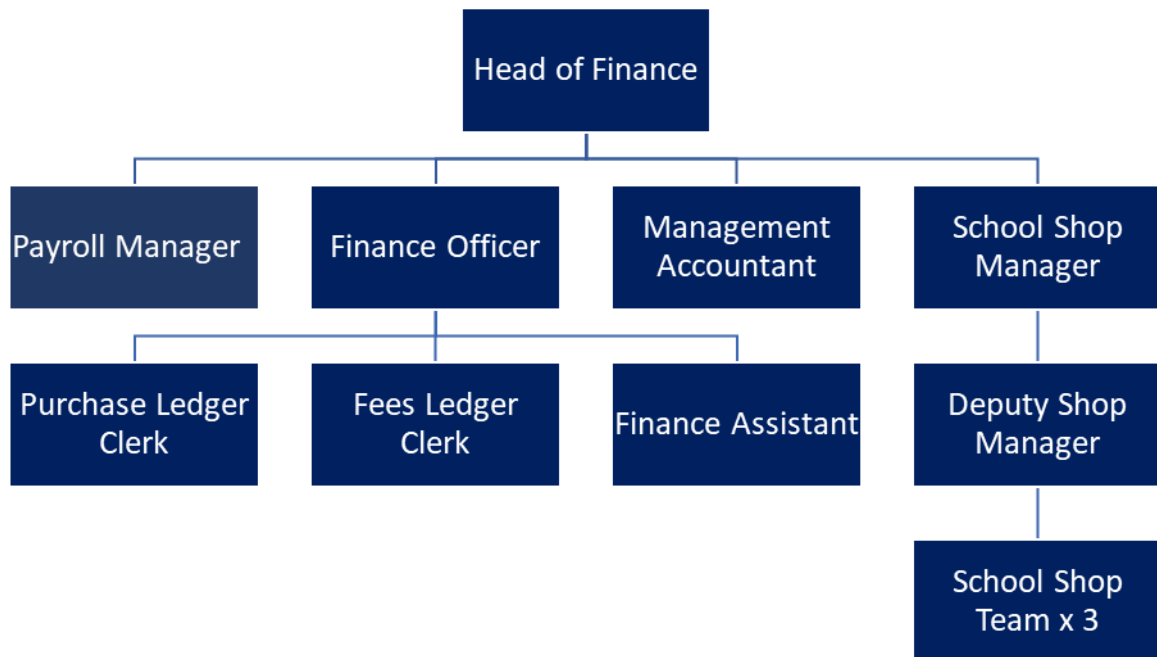 Head of Finance
Payroll Manager
Finance Officer
Management
Accountant
School Shop
Manager
Purchase Ledger
Clerk
Fees Ledger
Clerk
Finance Assistant
Deputy Shop
Manager
School Shop
Team x 3